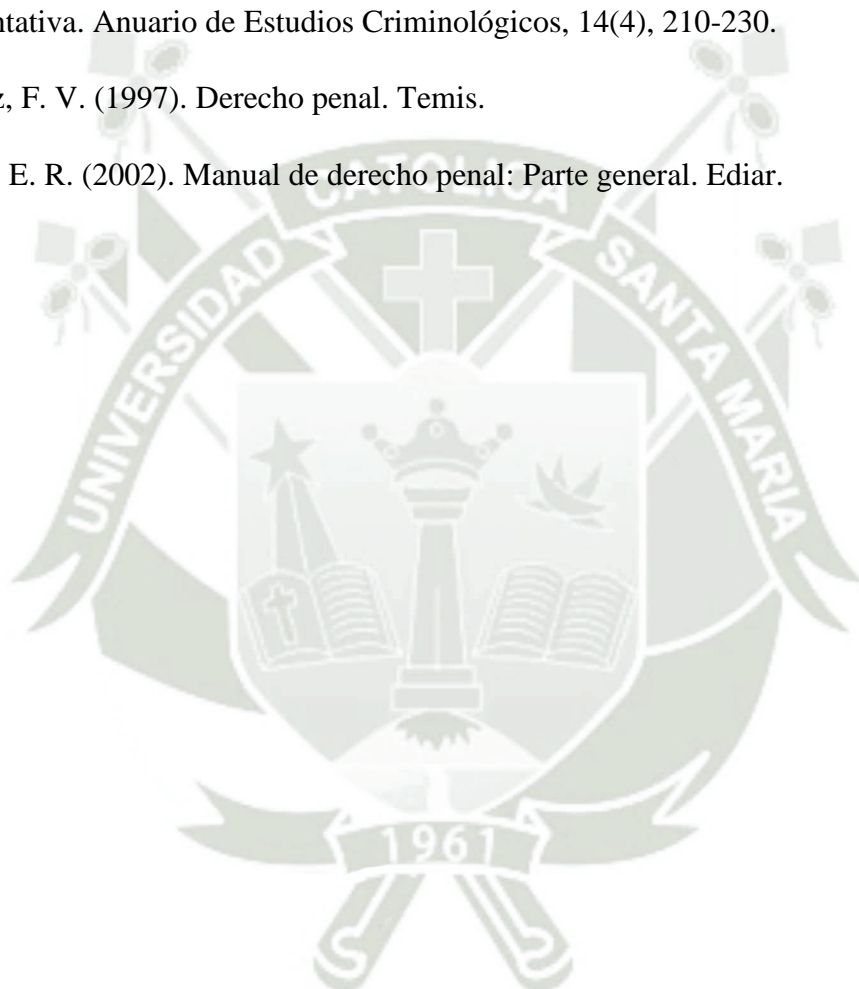 ntativa. Anuario de Estudios Criminológicos, 14(4), 210-230.
z, F. V. (1997). Derecho penal. Temis.
E. R. (2002). Manual de derecho penal: Parte general. Ediar.
UNIVERSIDAD CATOLICA SANTA MARIA
1961